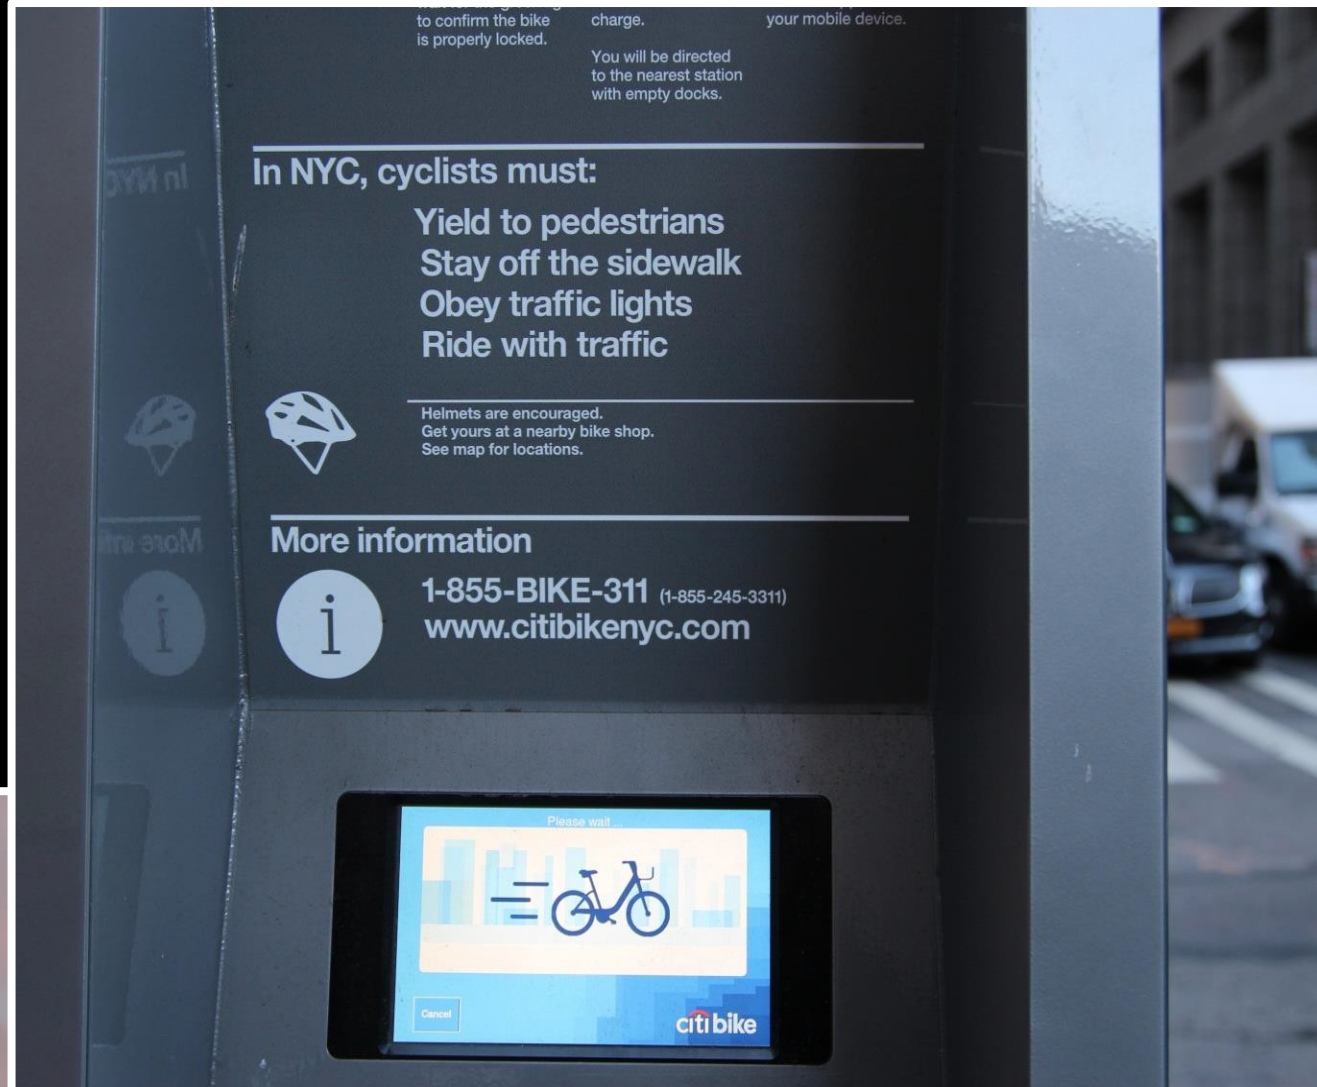 to confirm the bike
is properly locked.
charge.
You will be directed
to the nearest station
with empty docks.
your mobile device.
In NYC, cyclists must:
Yield to pedestrians
Stay off the sidewalk
Obey traffic lights
Ride with traffic
Helmets are encouraged.
Get yours at a nearby bike shop.
See map for locations.
More information
i
1-855-BIKE-311 (1-855-245-3311)
www.citibikenyc.com
Please wait ...
Cancel
citi bike